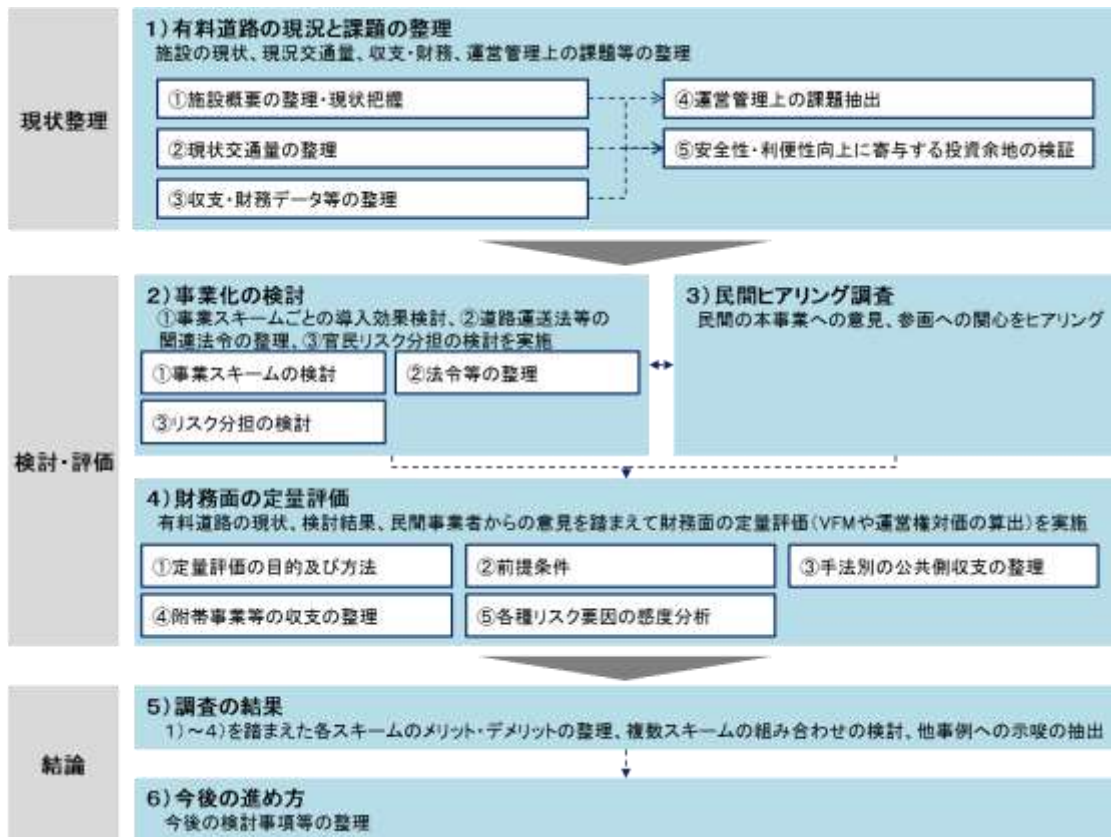 現状整理
1)有料道路の現況と課題の整理
施設の現状、現況交通量、収支・財務、運営管理上の課題等の整理
①施設概要の整理・現状把握
②現状交通量の整理
③収支・財務データ等の整理
④運営管理上の課題抽出
⑤安全性・利便性向上に寄与する投資余地の検証
検討・評価
2)事業化の検討
①事業スキームごとの導入効果検討、②道路運送法等の
関連法令の整理、③官民リスク分担の検討を実施
①事業スキームの検討
②法令等の整理
③リスク分担の検討
3)民間ヒアリング調査
民間の本事業への意見、参画への関心をヒアリング
4)財務面の定量評価
有料道路の現状、検討結果、民間事業者からの意見を踏まえて財務面の定量評価(VFMや運営権対価の算出)を実施
①定量評価の目的及び方法
②前提条件
③手法別の公共側収支の整理
④附帯事業等の収支の整理
⑤各種リスク要因の感度分析
結論
5)調査の結果
1)~4)を踏まえた各スキームのメリット・デメリットの整理、複数スキームの組み合わせの検討、他事例への示唆の抽出
6)今後の進め方
今後の検討事項等の整理